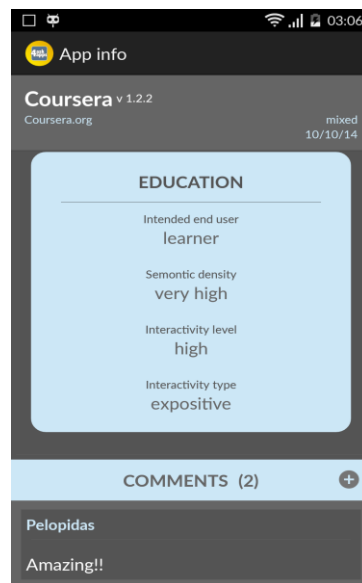 03:06
App info
Coursera v 1.2.2
Coursera.org
mixed
10/10/14
EDUCATION
Intended end user
learner
Semontic density
very high
Interactivity level
high
Interactivity type
expositive
COMMENTS (2)
Pelopidas
Amazing!!